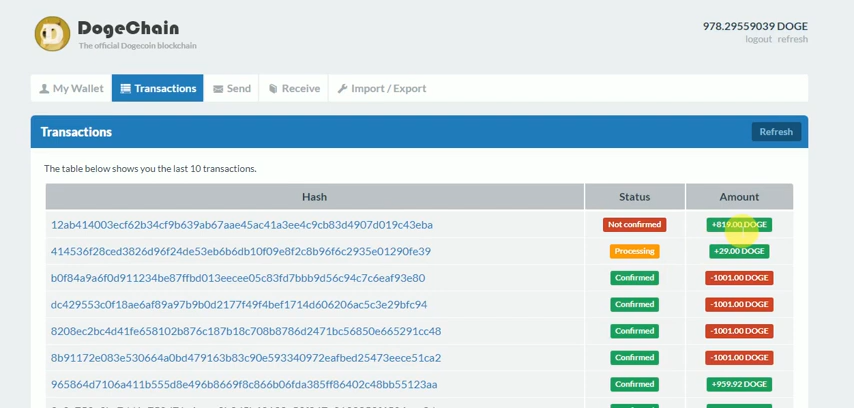 DogeChain
The official Dogecoin blockchain
978.29559039 DOGE
logout refresh
My Wallet Transactions Send Receive Import / Export
Transactions
Refresh
The table below shows you the last 10 transactions.
Hash Status Amount
12ab414003ecf62b34cf9b639ab67aae45ac41a3ee4c9cb83d4907d019c43eba Not confirmed +819.00 DOGE
414536f28ced3826d96f24de53eb6b6db10f09e8f2c8b96f6c2935e01290fe39 Processing +29.00 DOGE
b0f84a9a6f0d911234be87ffbd013eecee05c83fd7bbb9d56c94c7c6eaf93e80 Confirmed -1001.00 DOGE
dc429553c0f18ae6af89a97b9b0d2177f49f4bef1714d606206ac5c3e29bfc94 Confirmed -1001.00 DOGE
8208ec2bc4d41fe658102b876c187b18c708b8786d2471bc56850e665291cc48 Confirmed -1001.00 DOGE
8b91172e083e530664a0bd479163b83c90e593340972eafbed25473eece51ca2 Confirmed -1001.00 DOGE
965864d7106a411b555d8e496b8669f8c866b06fda385ff86402c48bb55123aa Confirmed +959.92 DOGE